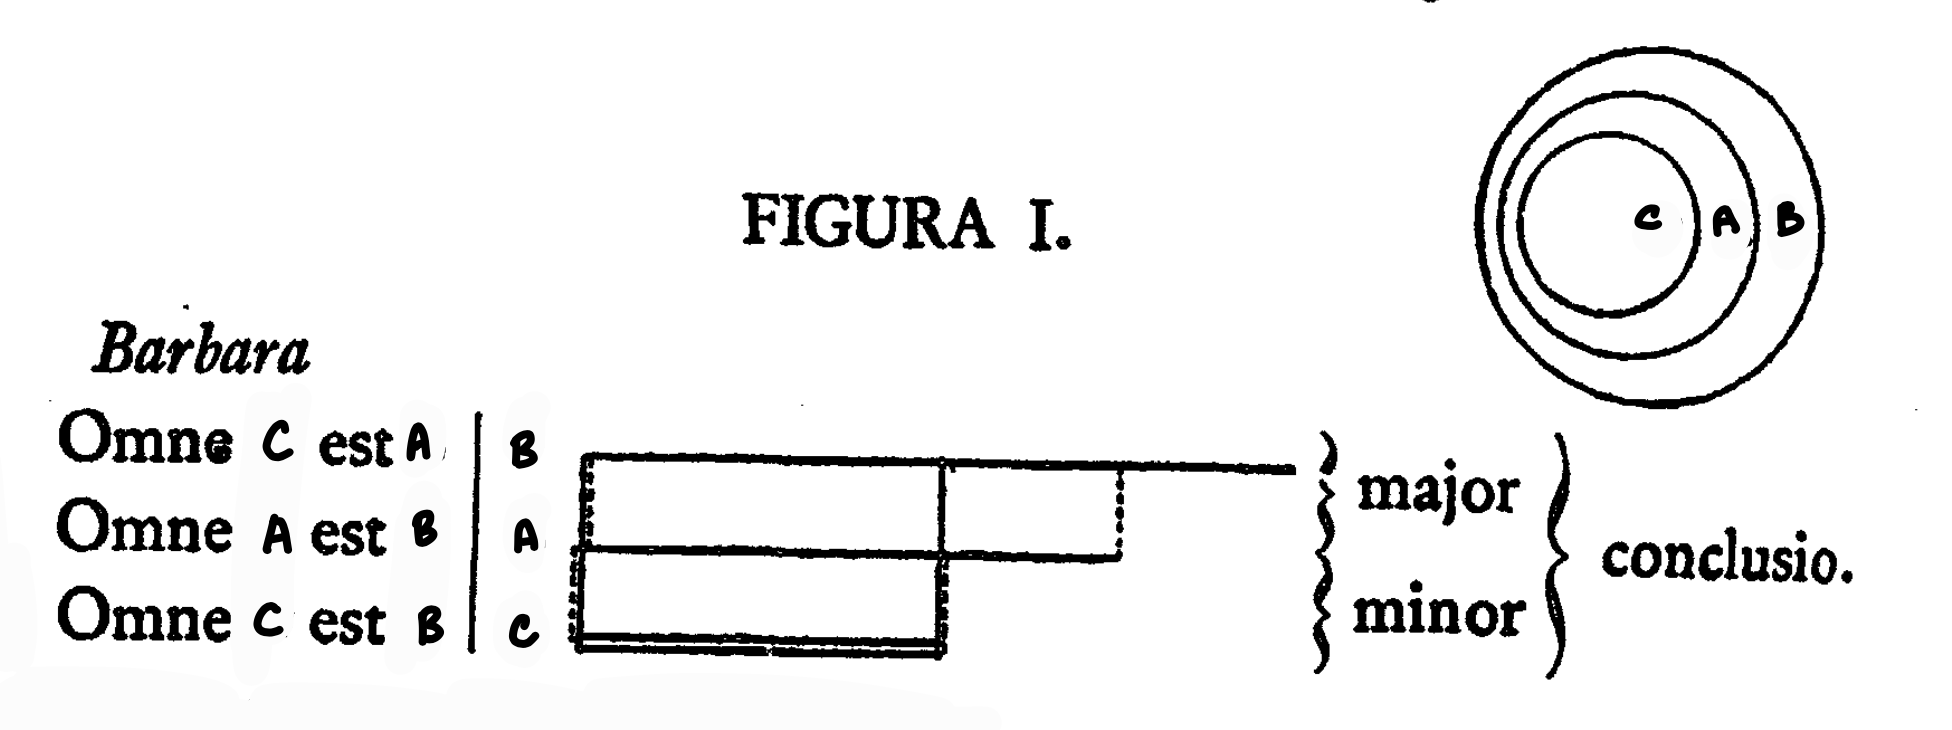 FIGURA I.
C A B
Barbara
Omne C est A B
Omne A est B A
Omne C est B C
major
minor
conclusio.